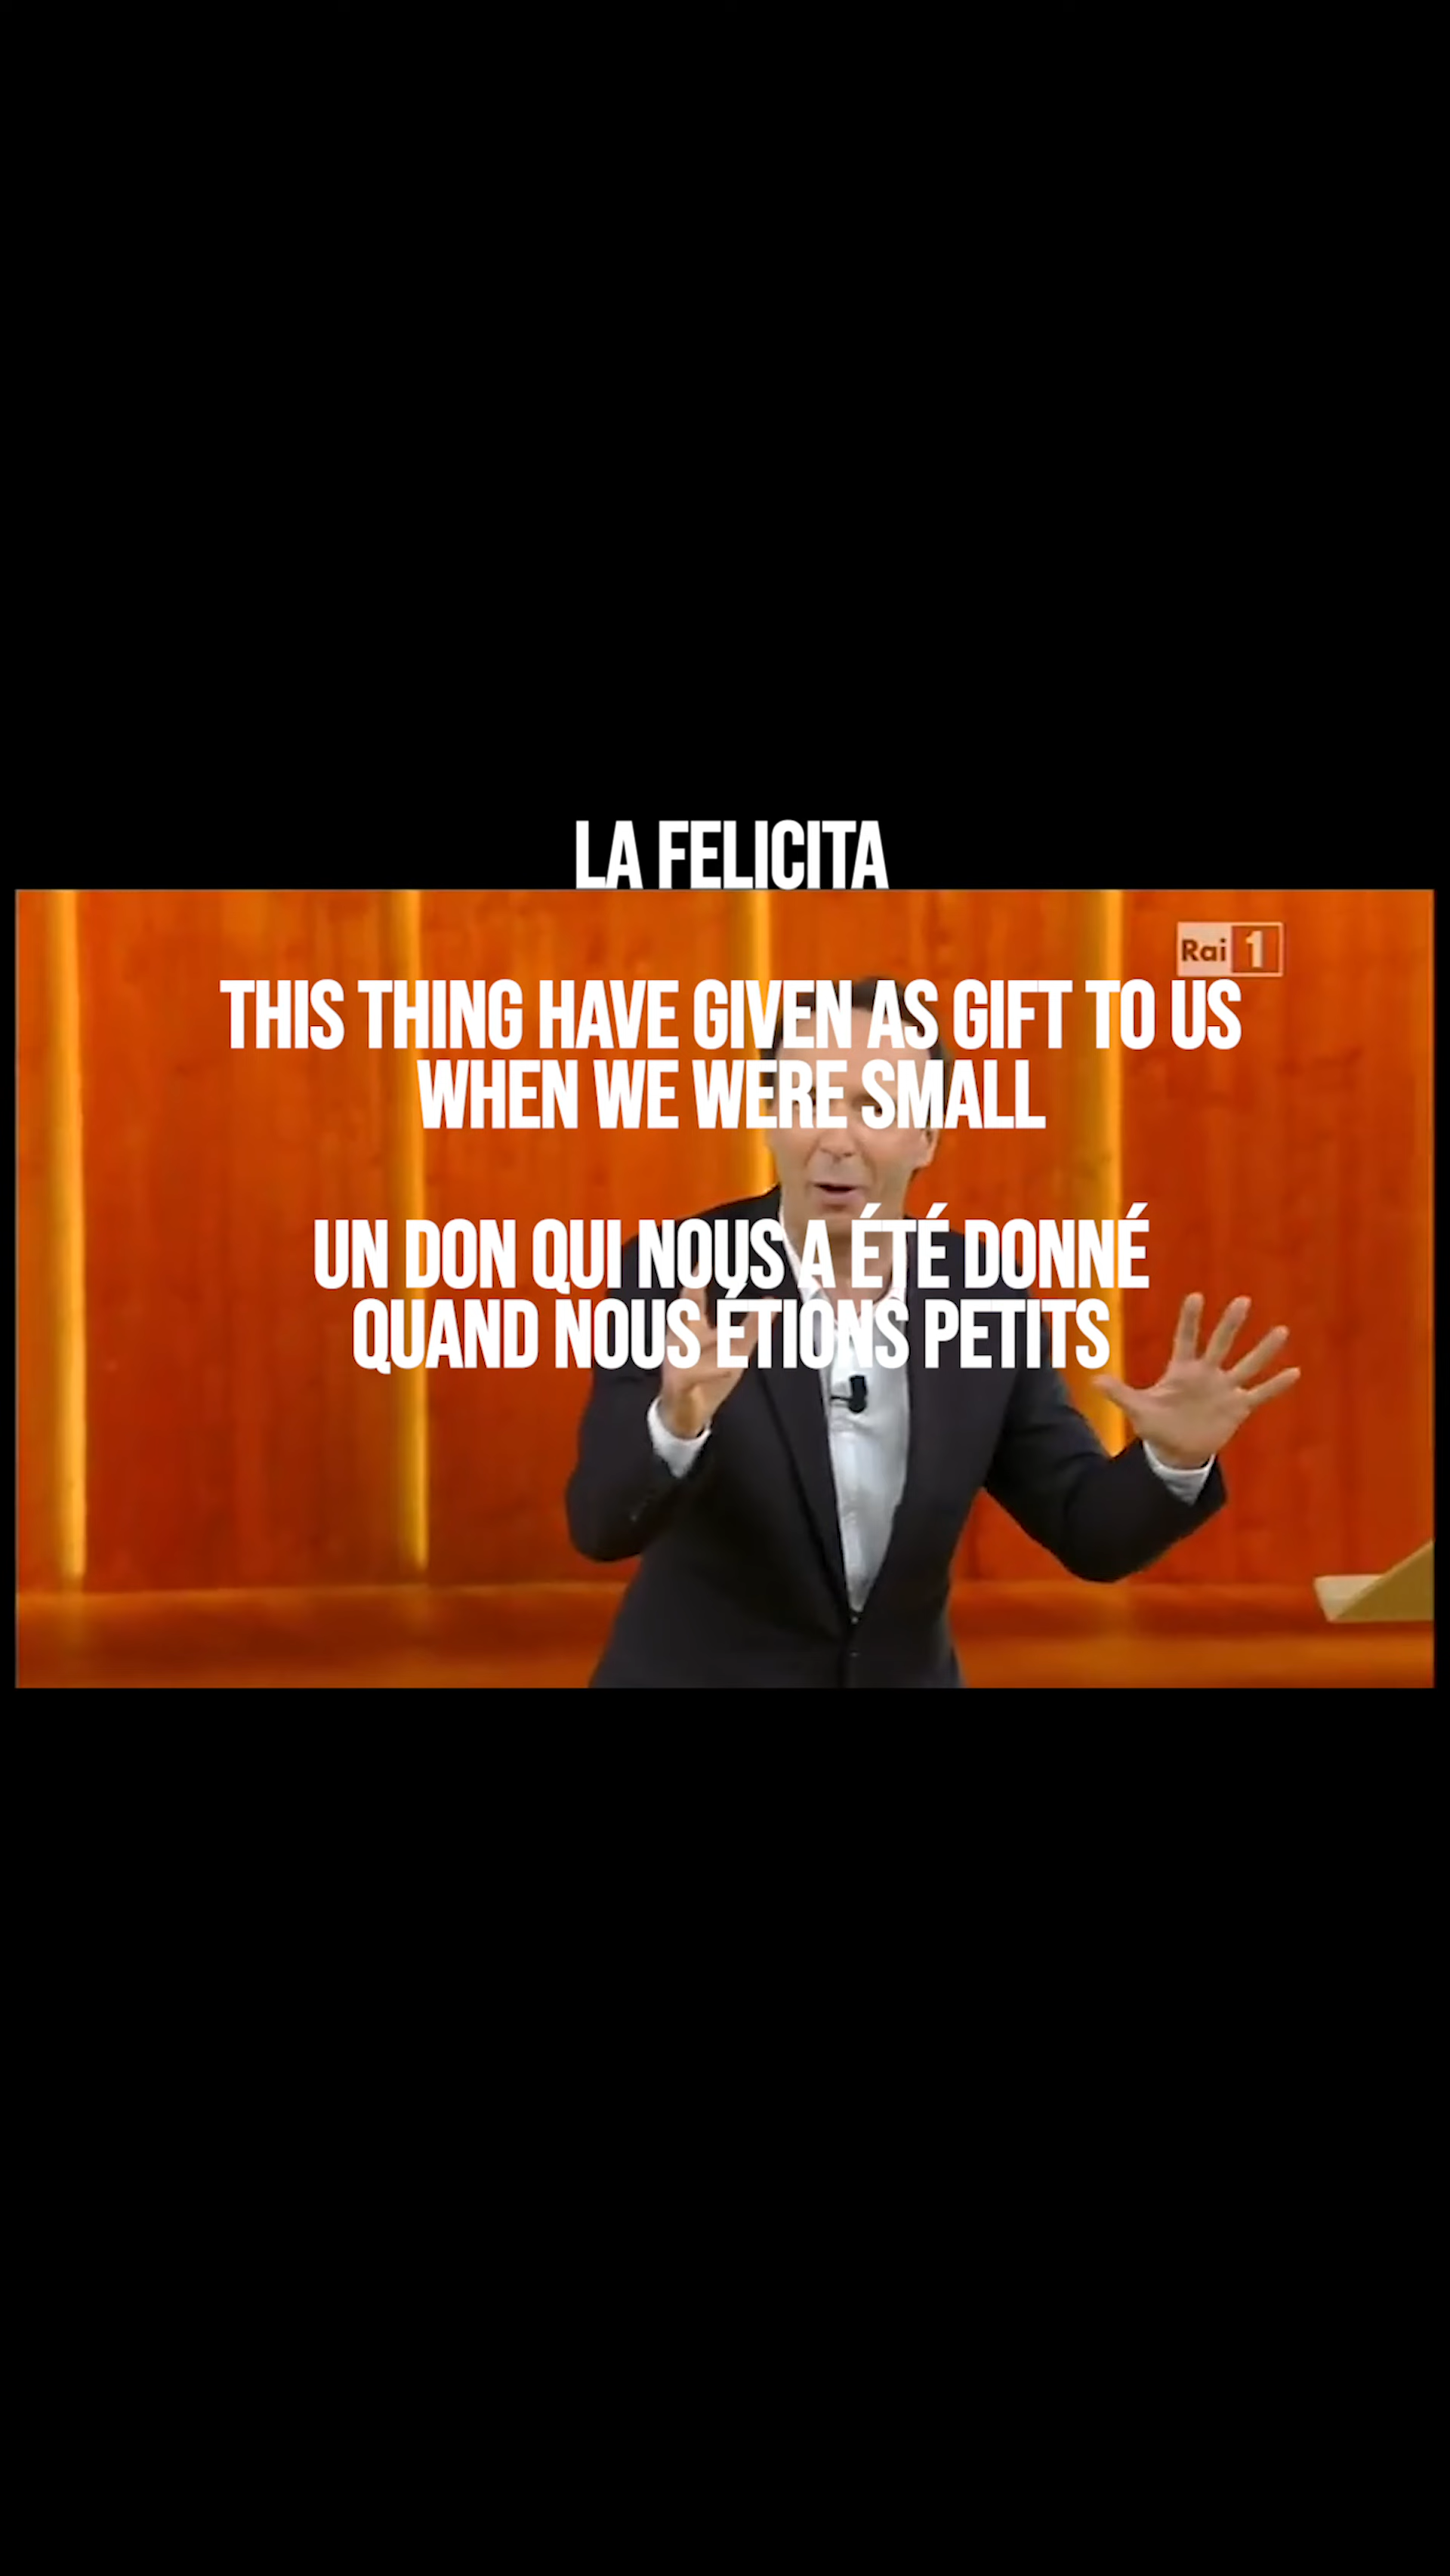 LA FELICITA
Rai 1
THIS THING HAVE GIVEN AS GIFT TO US
WHEN WE WERE SMALL
UN DON QUI NOUS A ÉTÉ DONNÉ
QUAND NOUS ÉTIONS PETITS